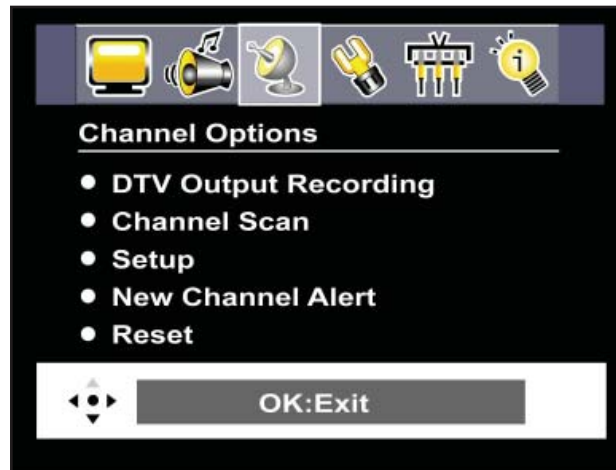 i
Channel Options
DTV Output Recording
Channel Scan
Setup
New Channel Alert
Reset
OK:Exit